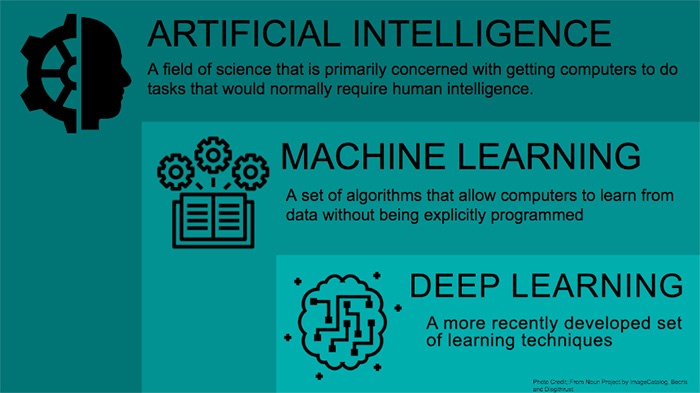 ARTIFICIAL INTELLIGENCE
A field of science that is primarily concerned with getting computers to do
tasks that would normally require human intelligence.
MACHINE LEARNING
A set of algorithms that allow computers to learn from
data without being explicitly programmed
DEEP LEARNING
A more recently developed set
of learning techniques
Photo Credit: From Noun Project by ImageCatalog, Becris
and Diogthrust